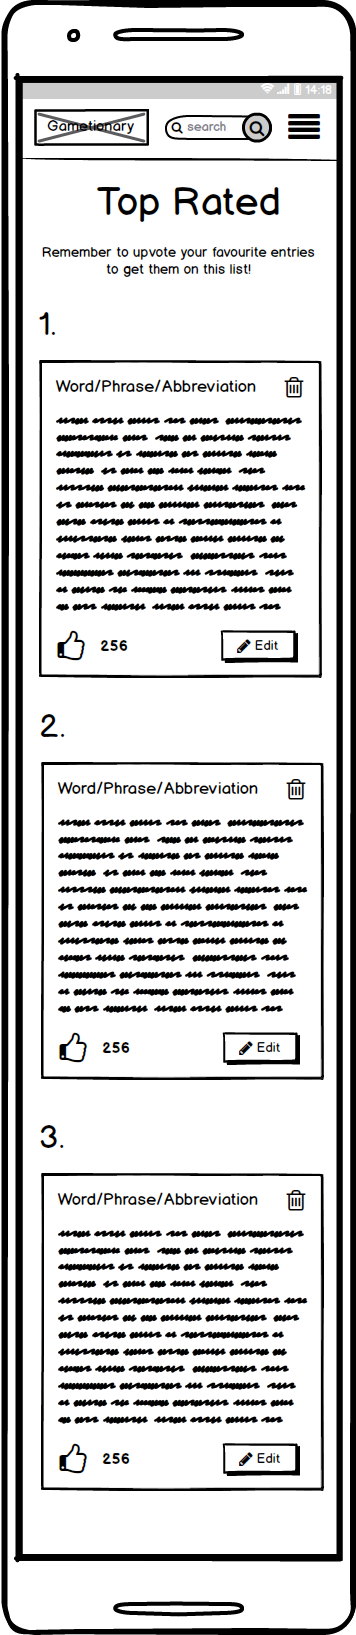 14:18
Gametionary
search
Top Rated
Remember to upvote your favourite entries
to get them on this list!
1.
Word/Phrase/Abbreviation
256
Edit
2.
Word/Phrase/Abbreviation
256
Edit
3.
Word/Phrase/Abbreviation
256
Edit